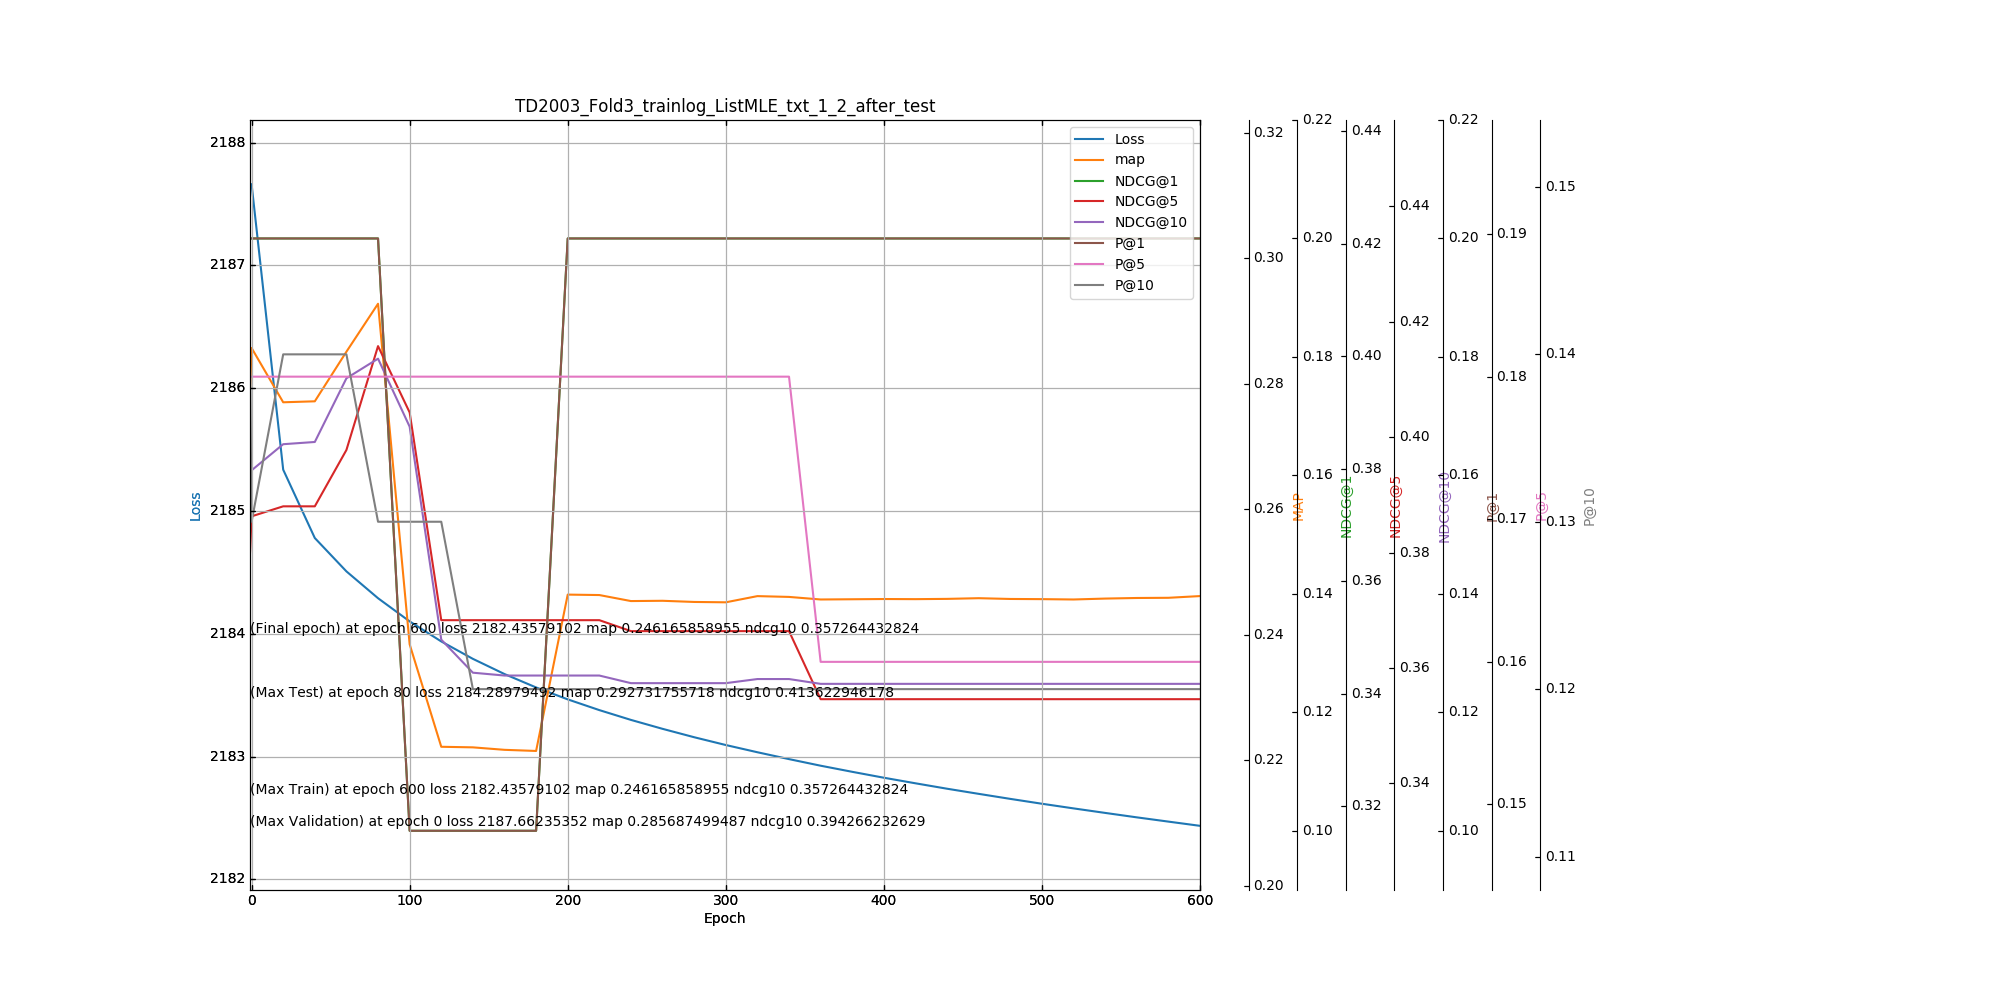 TD2003_Fold3_trainlog_ListMLE_txt_1_2_after_test
Loss
map
NDCG@1
NDCG@5
NDCG@10
P@1
P@5
P@10
2188
2187
2186
2185
2184
2183
2182
Loss
(Final epoch) at epoch 600 loss 2182.43579102 map 0.246165858955 ndcg10 0.357264432824
(Max Test) at epoch 80 loss 2184.28979492 map 0.292731755718 ndcg10 0.413622946178
(Max Train) at epoch 600 loss 2182.43579102 map 0.246165858955 ndcg10 0.357264432824
(Max Validation) at epoch 0 loss 2187.66235352 map 0.285687499487 ndcg10 0.394266232629
0 100 200 300 400 500 600
Epoch
0.32
0.30
0.28
0.26
0.24
0.22
0.20
MAP
0.22
0.20
0.18
0.16
0.14
0.12
0.10
NDCG@1
0.44
0.42
0.40
0.38
0.36
0.34
0.32
NDCG@5
0.44
0.42
0.40
0.38
0.36
0.34
NDCG@10
0.22
0.20
0.18
0.16
0.14
0.12
0.10
P@1
0.19
0.18
0.17
0.16
0.15
P@5
0.15
0.14
0.13
0.12
0.11
P@10